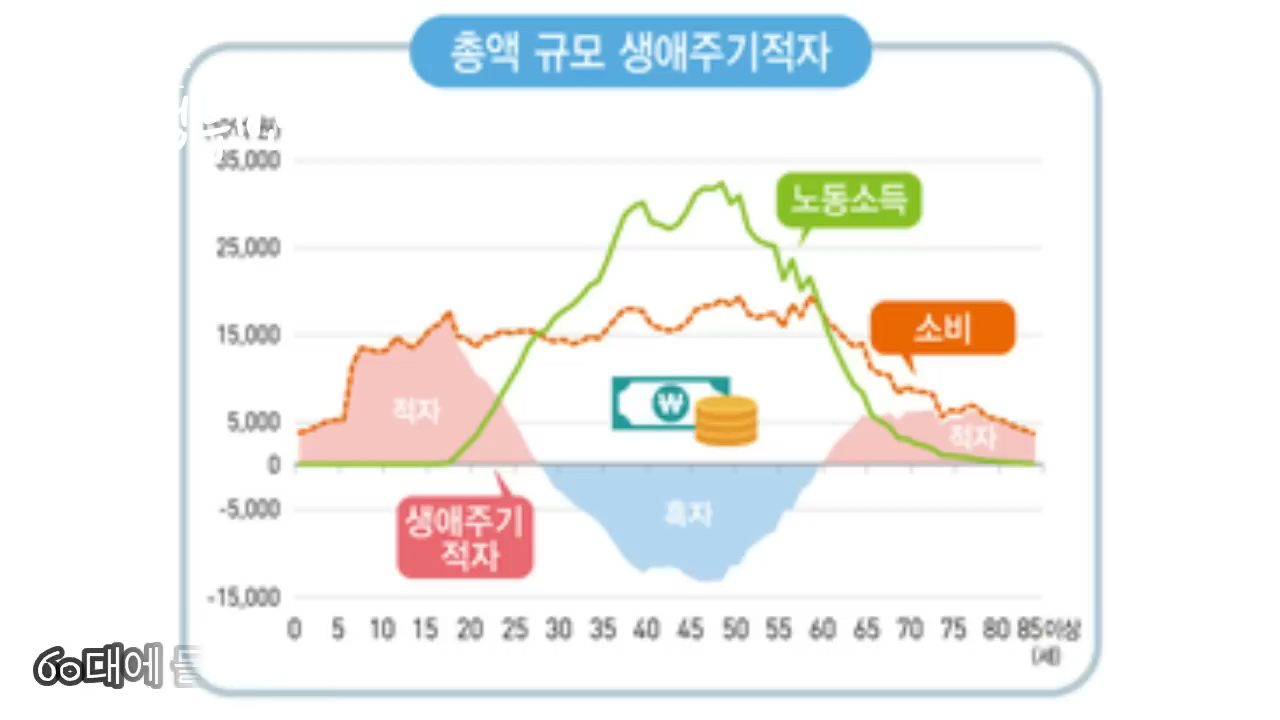 총액 규모 생애주기적자
35,000
노동소득
25,000
소비
15,000
적자
5,000
적자
0
-5,000
흑자
생애주기
적자
-15,000
0 5 10 15 20 25 30 35 40 45 50 55 60 65 70 75 80 85이상
(세)
60대에